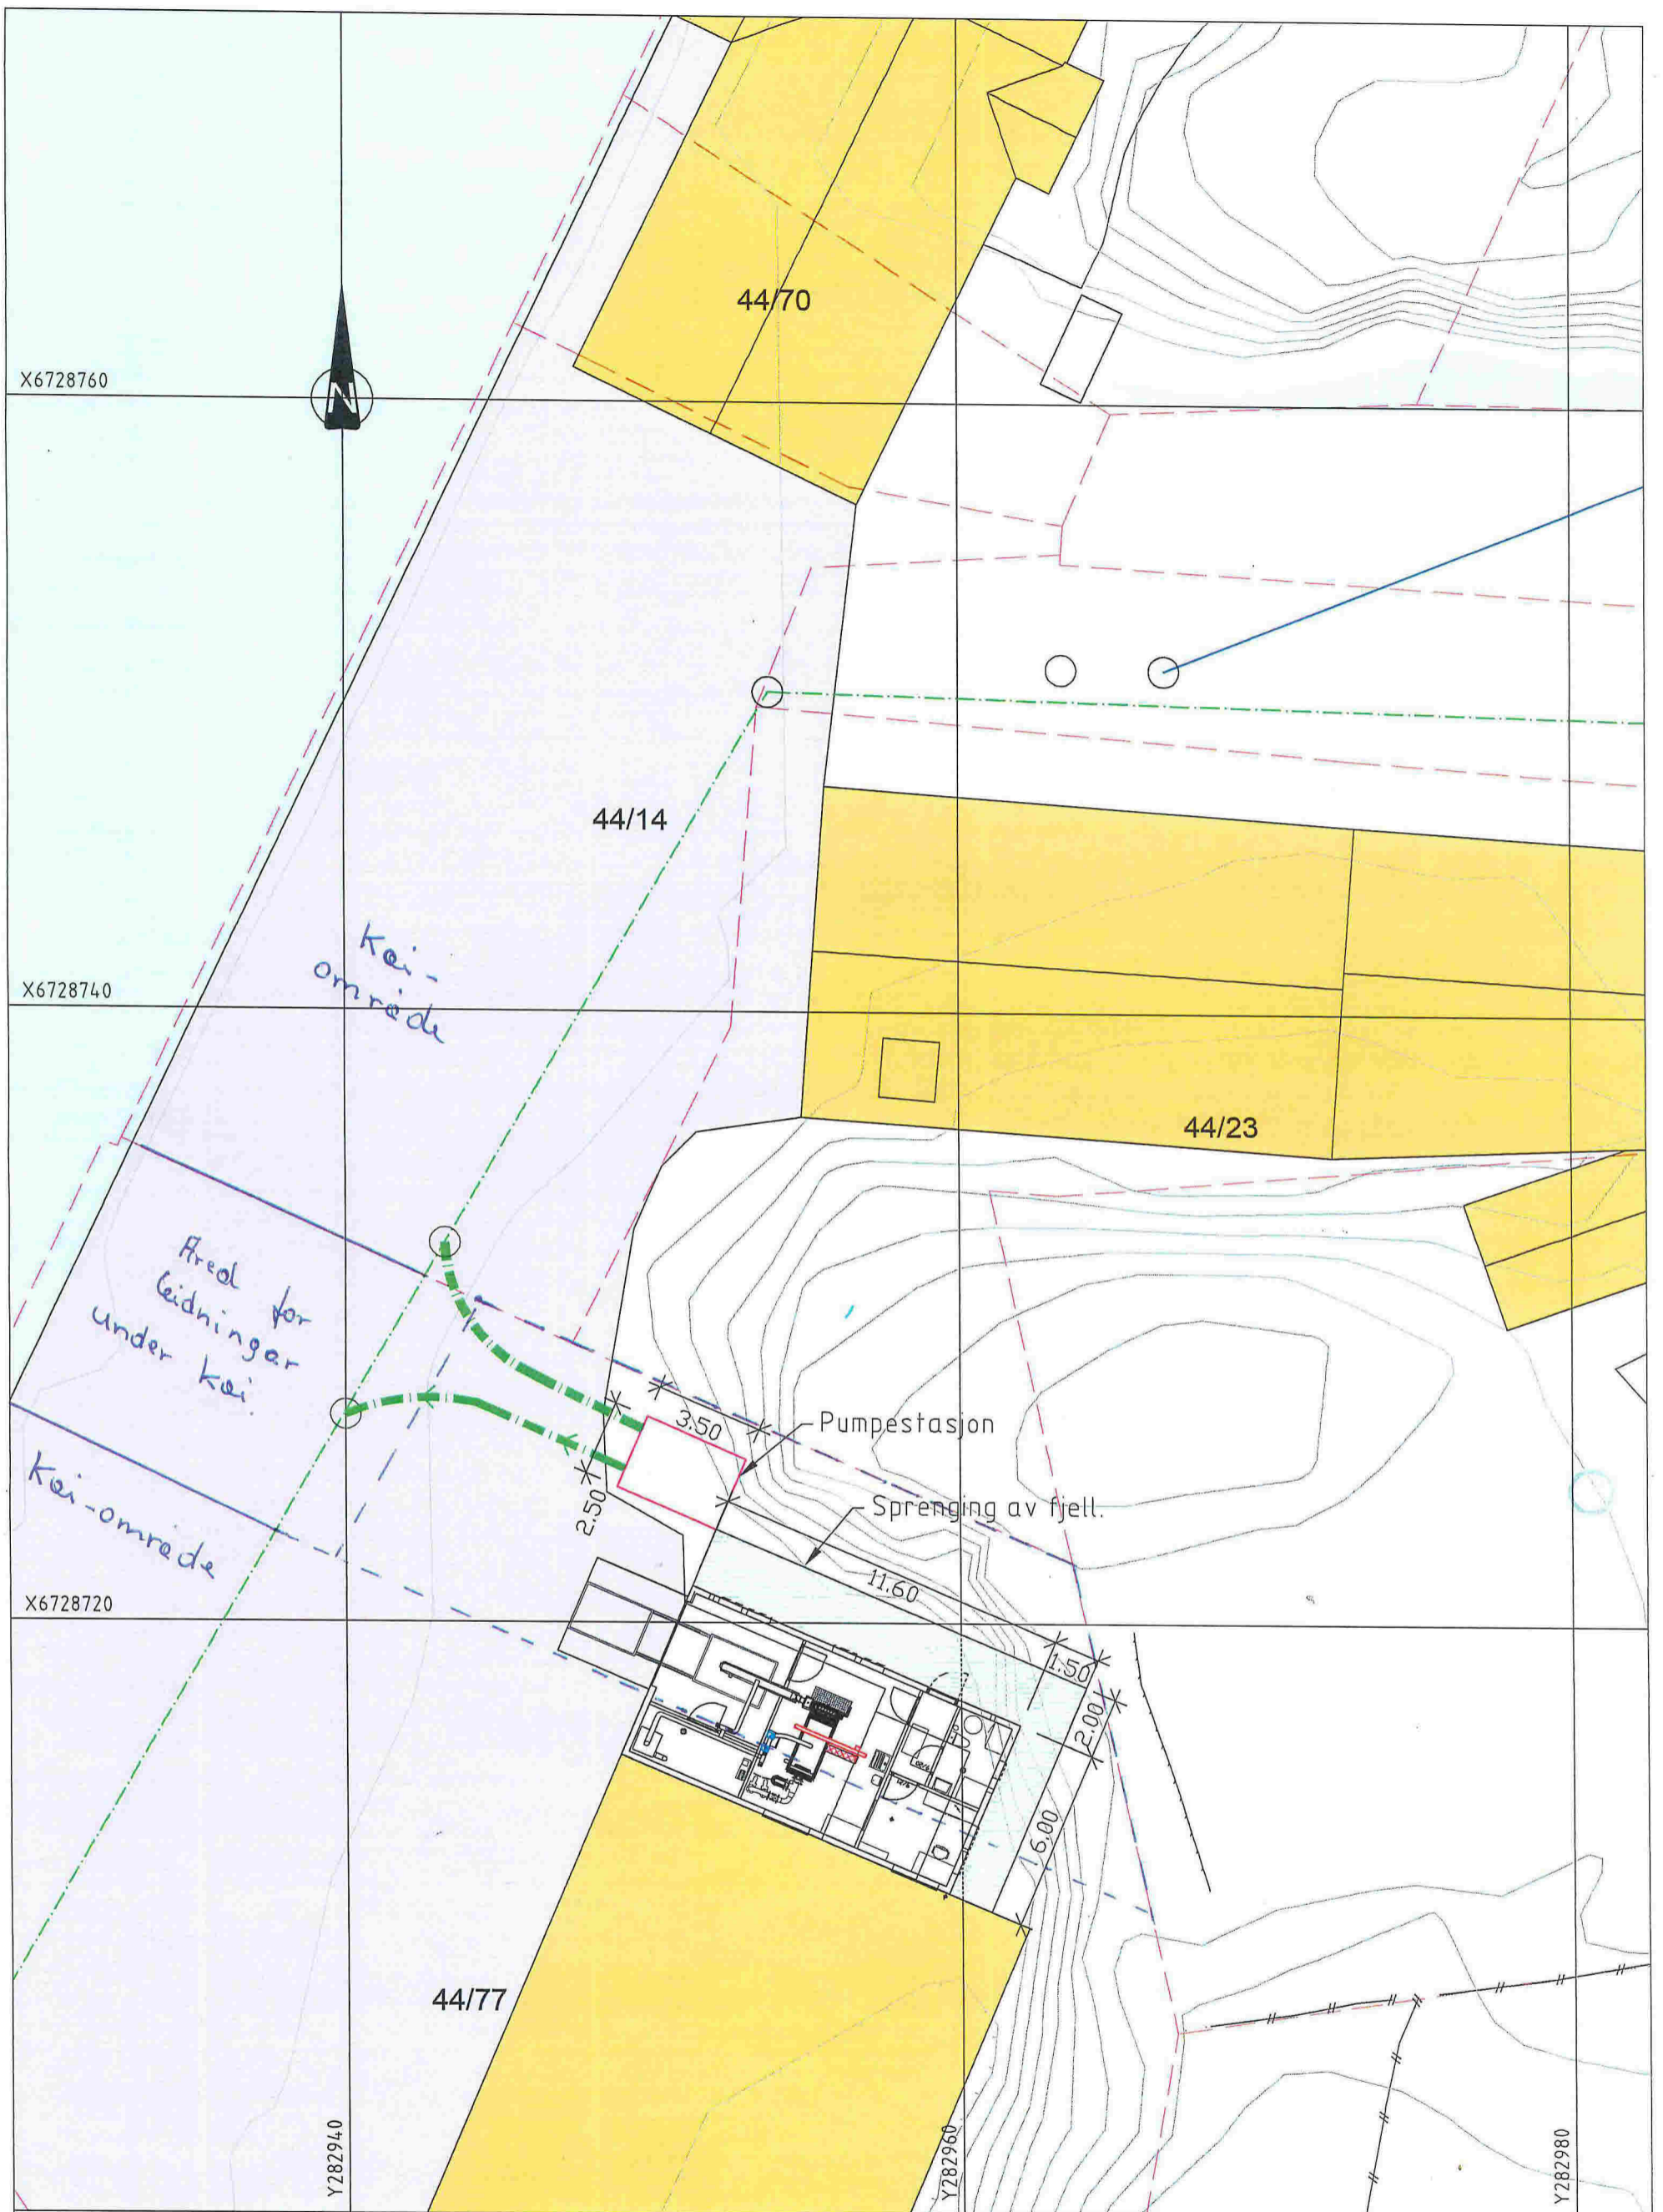 44/70
X6728760
N
44/14
Kai-
område
X6728740
44/23
Areal for
leidningar
under kai.
3.50
Pumpestasjon
2.50
Sprenging av fjell.
Kai-område
11.60
X6728720
1.50
2.00
6.00
44/77
Y282940
Y282960
Y282980